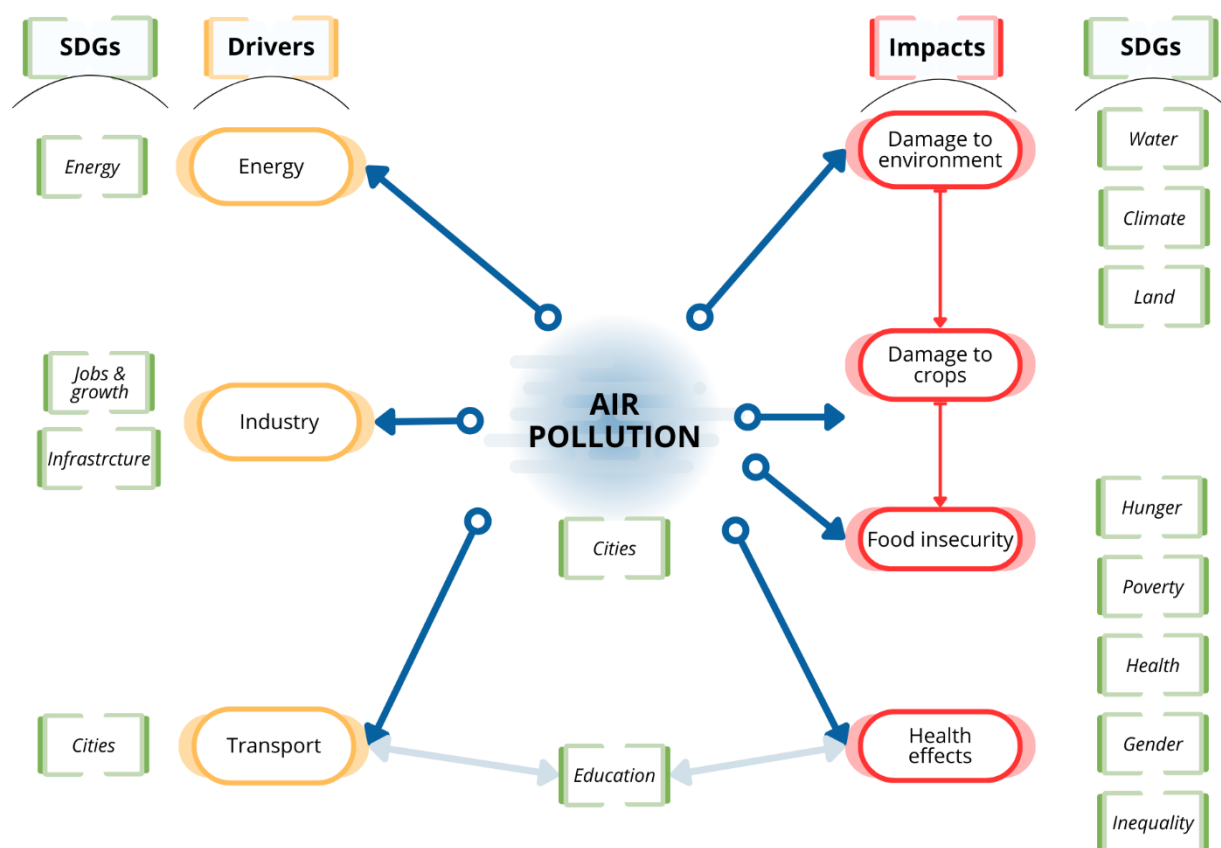 SDGs
Drivers
Impacts
SDGs
Energy
Energy
Damage to
environment
Water
Climate
Land
Jobs &
growth
Infrastrcture
Industry
AIR
POLLUTION
Damage to
crops
Cities
Food insecurity
Hunger
Poverty
Health
Cities
Transport
Education
Health
effects
Gender
Inequality